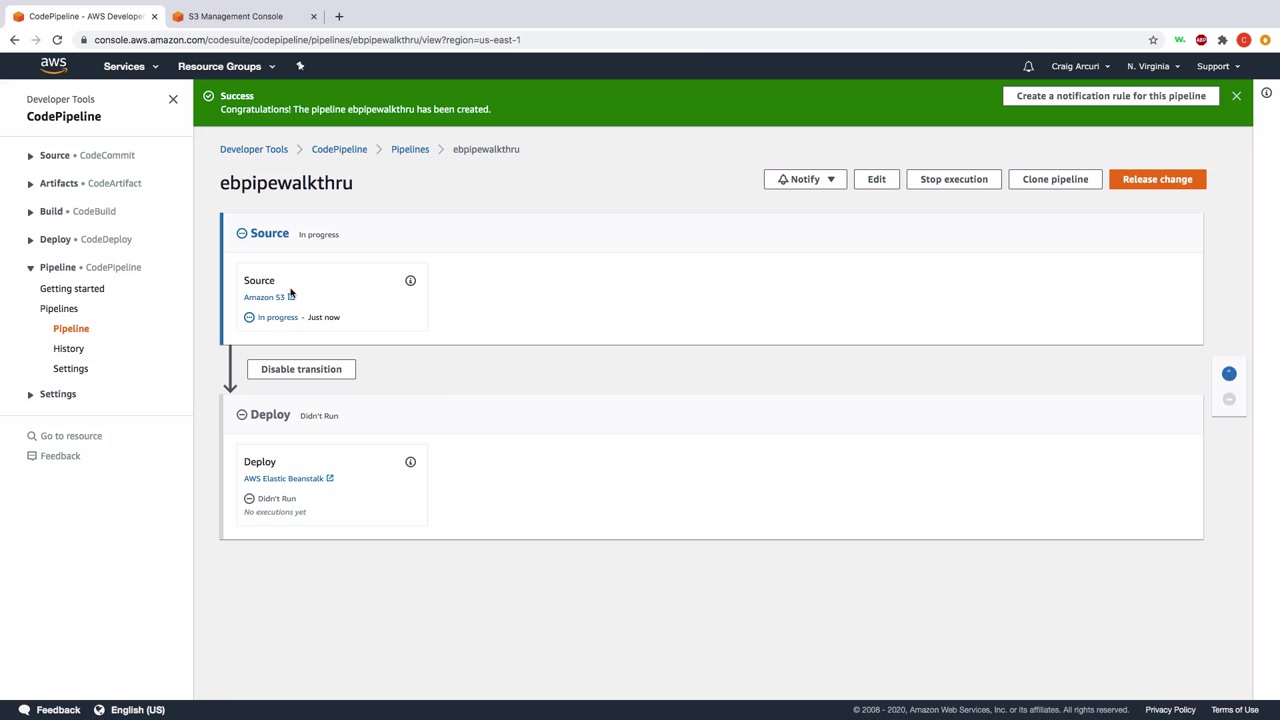 CodePipeline - AWS Developer
S3 Management Console
console.aws.amazon.com/codesuite/codepipeline/pipelines/ebpipewalkthru/view?region=us-east-1
w.
ABP
C
aws
Services
Resource Groups
Craig Arcuri
N. Virginia
Support
Developer Tools
CodePipeline
Source • CodeCommit
Artifacts • CodeArtifact
Build • CodeBuild
Deploy • CodeDeploy
Pipeline • CodePipeline
Getting started
Pipelines
Pipeline
History
Settings
Settings
Go to resource
Feedback
Success
Congratulations! The pipeline ebpipewalkthru has been created.
Create a notification rule for this pipeline
Developer Tools
CodePipeline
Pipelines
ebpipewalkthru
ebpipewalkthru
Notify
Edit
Stop execution
Clone pipeline
Release change
Source In progress
Source
Amazon S3
In progress - Just now
Disable transition
Deploy Didn't Run
Deploy
AWS Elastic Beanstalk
Didn't Run
No executions yet
Feedback
English (US)
© 2008 - 2020, Amazon Web Services, Inc. or its affiliates. All rights reserved.
Privacy Policy
Terms of Use